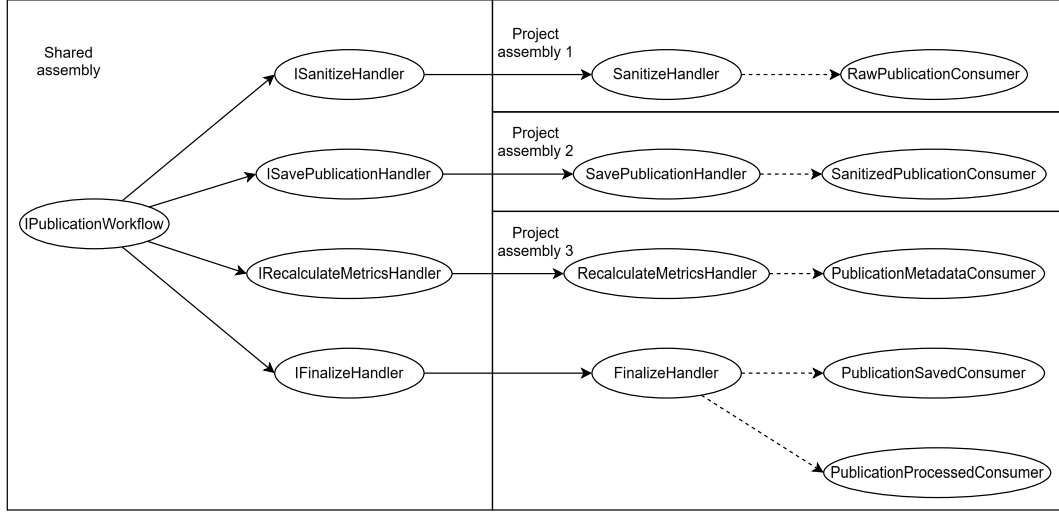 Shared
assembly
IPublicationWorkflow
ISanitizeHandler
ISavePublicationHandler
IRecalculateMetricsHandler
IFinalizeHandler
Project
assembly 1
SanitizeHandler
RawPublicationConsumer
Project
assembly 2
SavePublicationHandler
SanitizedPublicationConsumer
Project
assembly 3
RecalculateMetricsHandler
PublicationMetadataConsumer
FinalizeHandler
PublicationSavedConsumer
PublicationProcessedConsumer